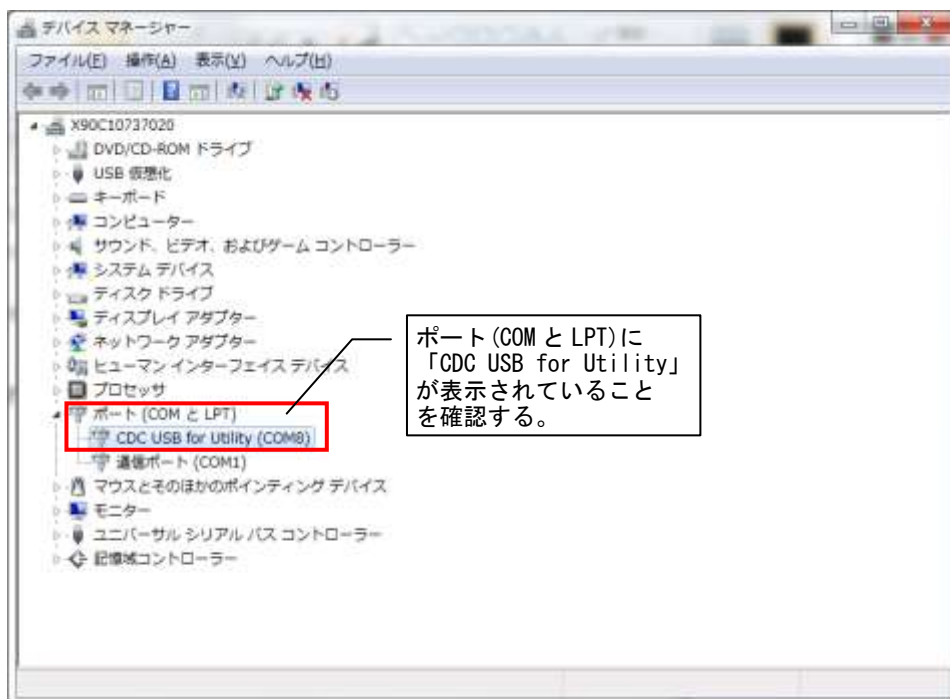 デバイス マネージャー
ファイル(F) 操作(A) 表示(V) ヘルプ(H)
X90C10737020
DVD/CD-ROM ドライブ
USB 仮想化
キーボード
コンピューター
サウンド、ビデオ、およびゲーム コントローラー
システム デバイス
ディスク ドライブ
ディスプレイ アダプター
ネットワーク アダプター
ヒューマン インターフェイス デバイス
プロセッサ
ポート (COM と LPT)
CDC USB for Utility (COM8)
通信ポート (COM1)
マウスとそのほかのポインティング デバイス
モニター
ユニバーサル シリアル バス コントローラー
記憶域コントローラー
ポート(COM と LPT)に
「CDC USB for Utility」
が表示されていること
を確認する。